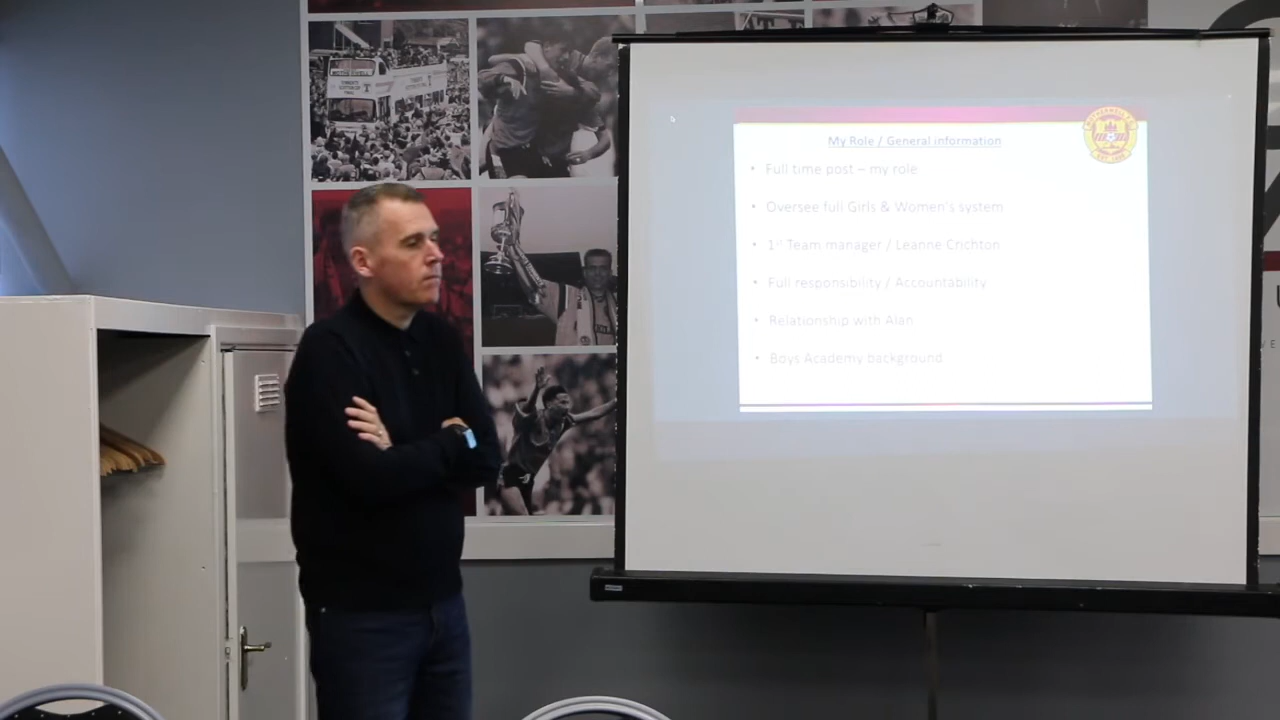 MOTHERWELL
My Role / General information
• Full time post – my role
• Oversee full Girls & Women's system
• 1st Team manager / Leanne Crichton
• Full responsibility / Accountability
• Relationship with Alan
• Boys Academy background